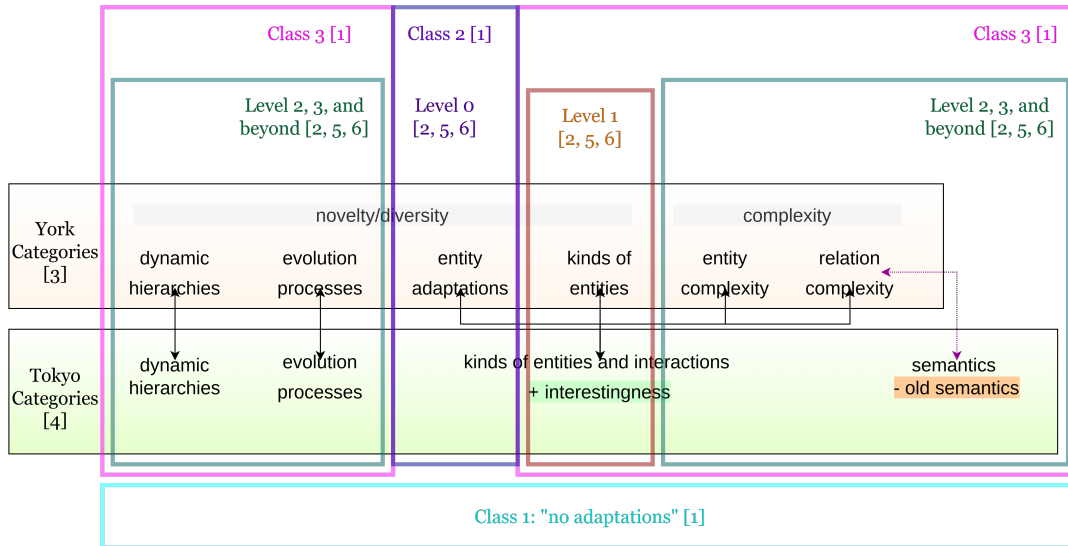 Class 3 [1]
Class 2 [1]
Class 3 [1]
Level 2, 3, and
beyond [2, 5, 6]
Level 0
[2, 5, 6]
Level 1
[2, 5, 6]
Level 2, 3, and
beyond [2, 5, 6]
York
Categories
[3]
novelty/diversity
complexity
dynamic
hierarchies
evolution
processes
entity
adaptations
kinds of
entities
entity
complexity
relation
complexity
Tokyo
Categories
[4]
dynamic
hierarchies
evolution
processes
kinds of entities and interactions
+ interestingness
semantics
- old semantics
Class 1: "no adaptations" [1]